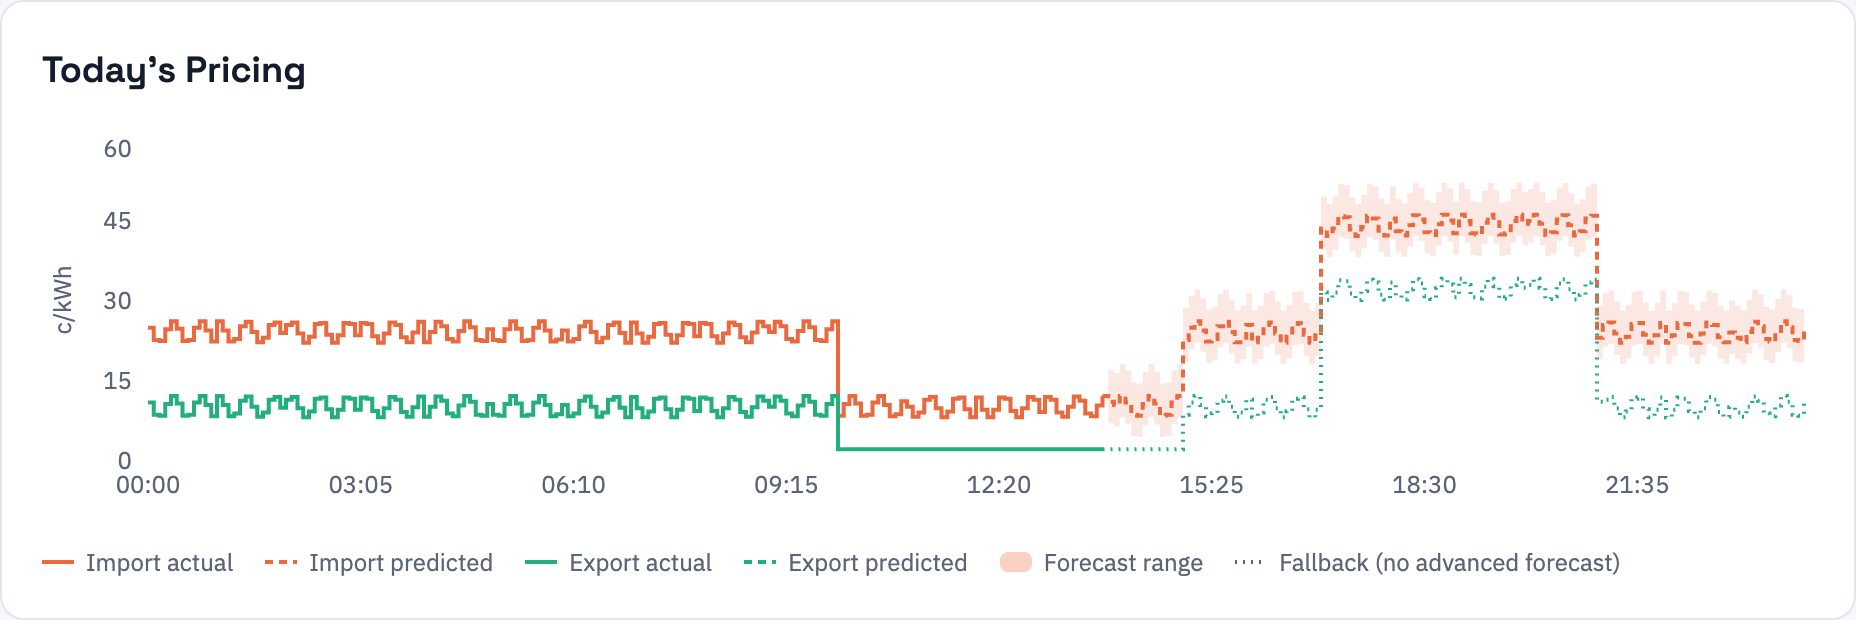 Today's Pricing
60
45
30
15
0
c/kWh
00:00 03:05 06:10 09:15 12:20 15:25 18:30 21:35
Import actual Import predicted Export actual Export predicted Forecast range Fallback (no advanced forecast)